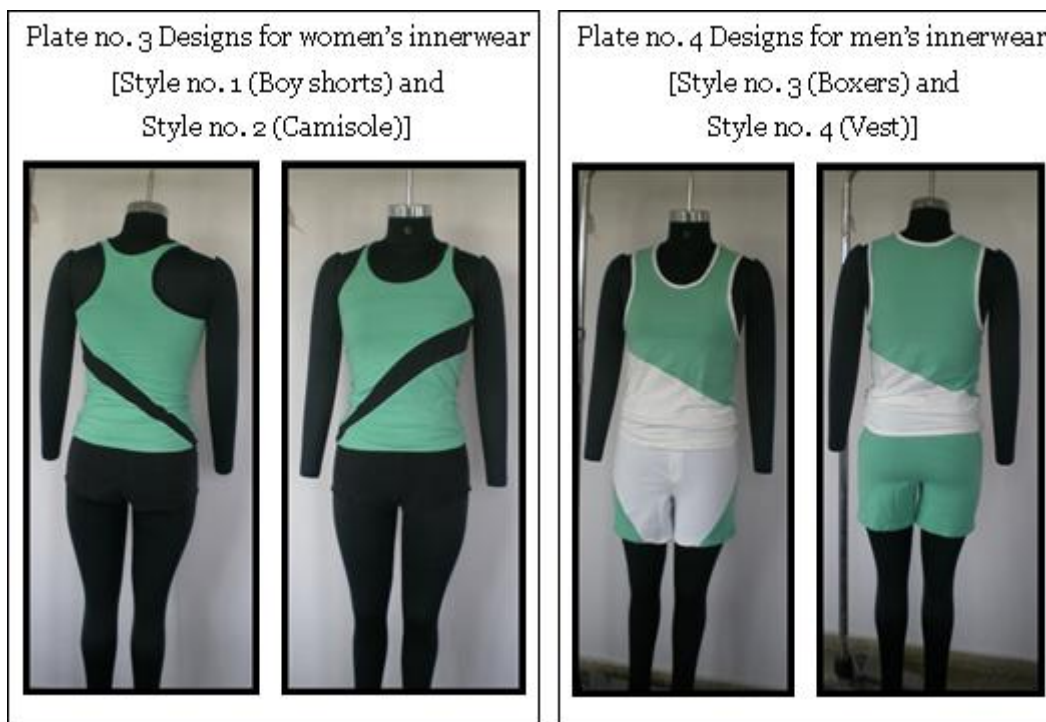 Plate no. 3 Designs for women's innerwear
[Style no. 1 (Boy shorts) and
Style no. 2 (Camisole)]
Plate no. 4 Designs for men's innerwear
[Style no. 3 (Boxers) and
Style no. 4 (Vest)]